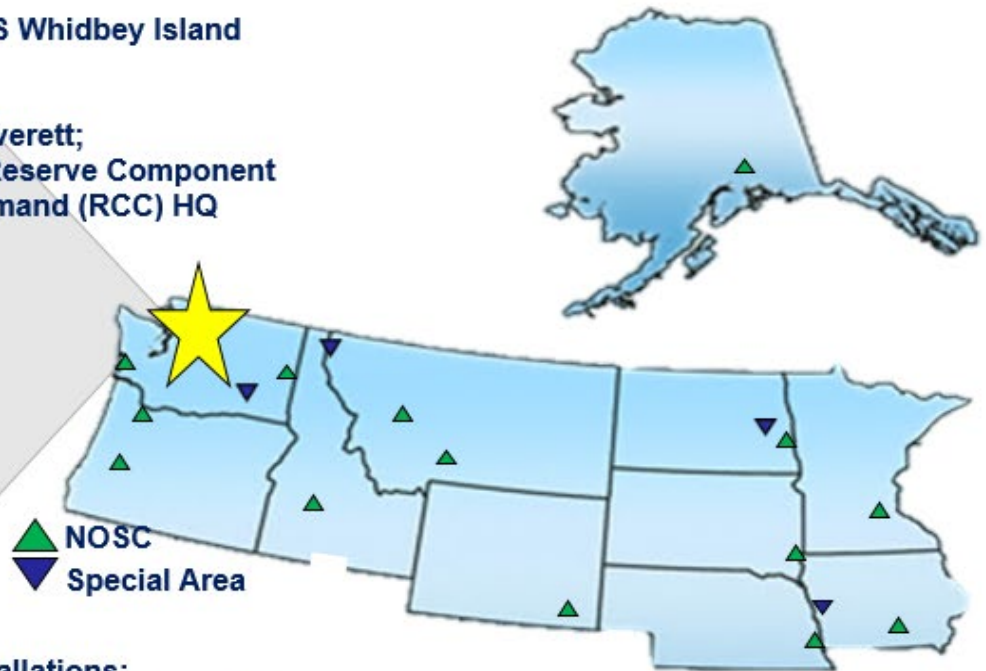 S Whidbey Island
verett;
Reserve Component
mand (RCC) HQ
NOSC
Special Area
allations: